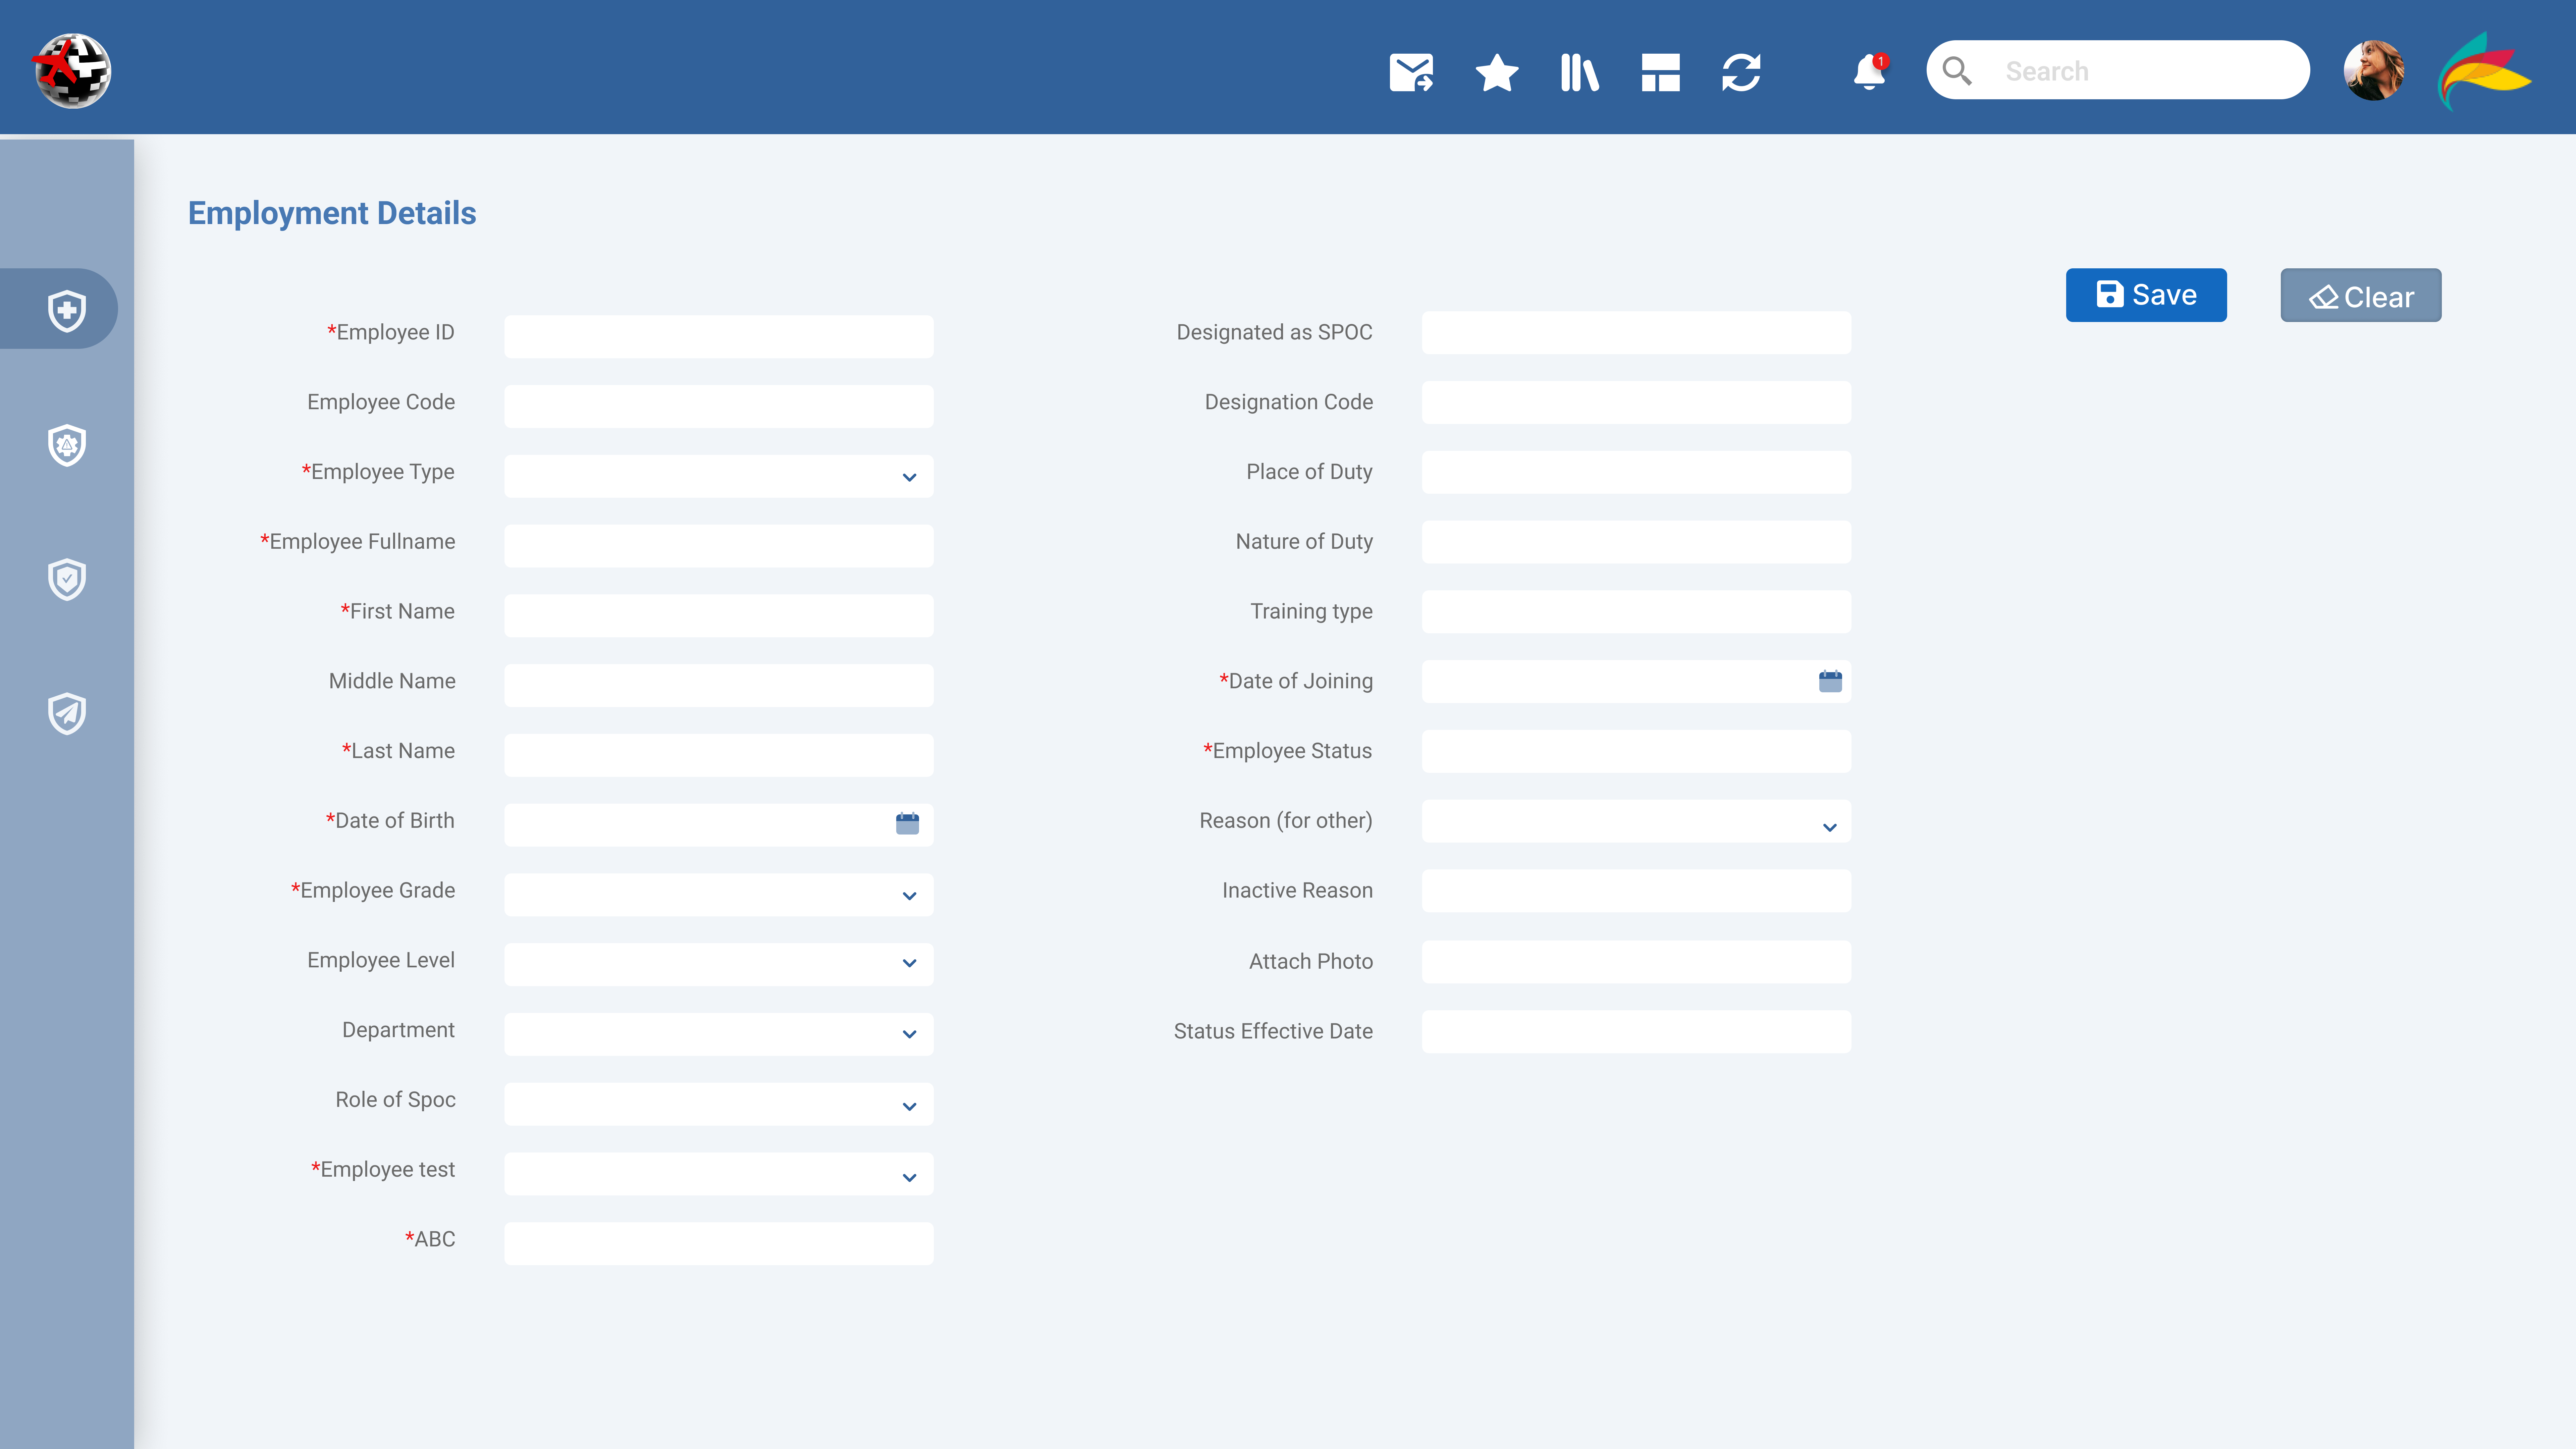 1
Search
Employment Details
Save
Clear
*Employee ID
Employee Code
*Employee Type
*Employee Fullname
*First Name
Middle Name
*Last Name
*Date of Birth
*Employee Grade
Employee Level
Department
Role of Spoc
*Employee test
*ABC
Designated as SPOC
Designation Code
Place of Duty
Nature of Duty
Training type
*Date of Joining
*Employee Status
Reason (for other)
Inactive Reason
Attach Photo
Status Effective Date